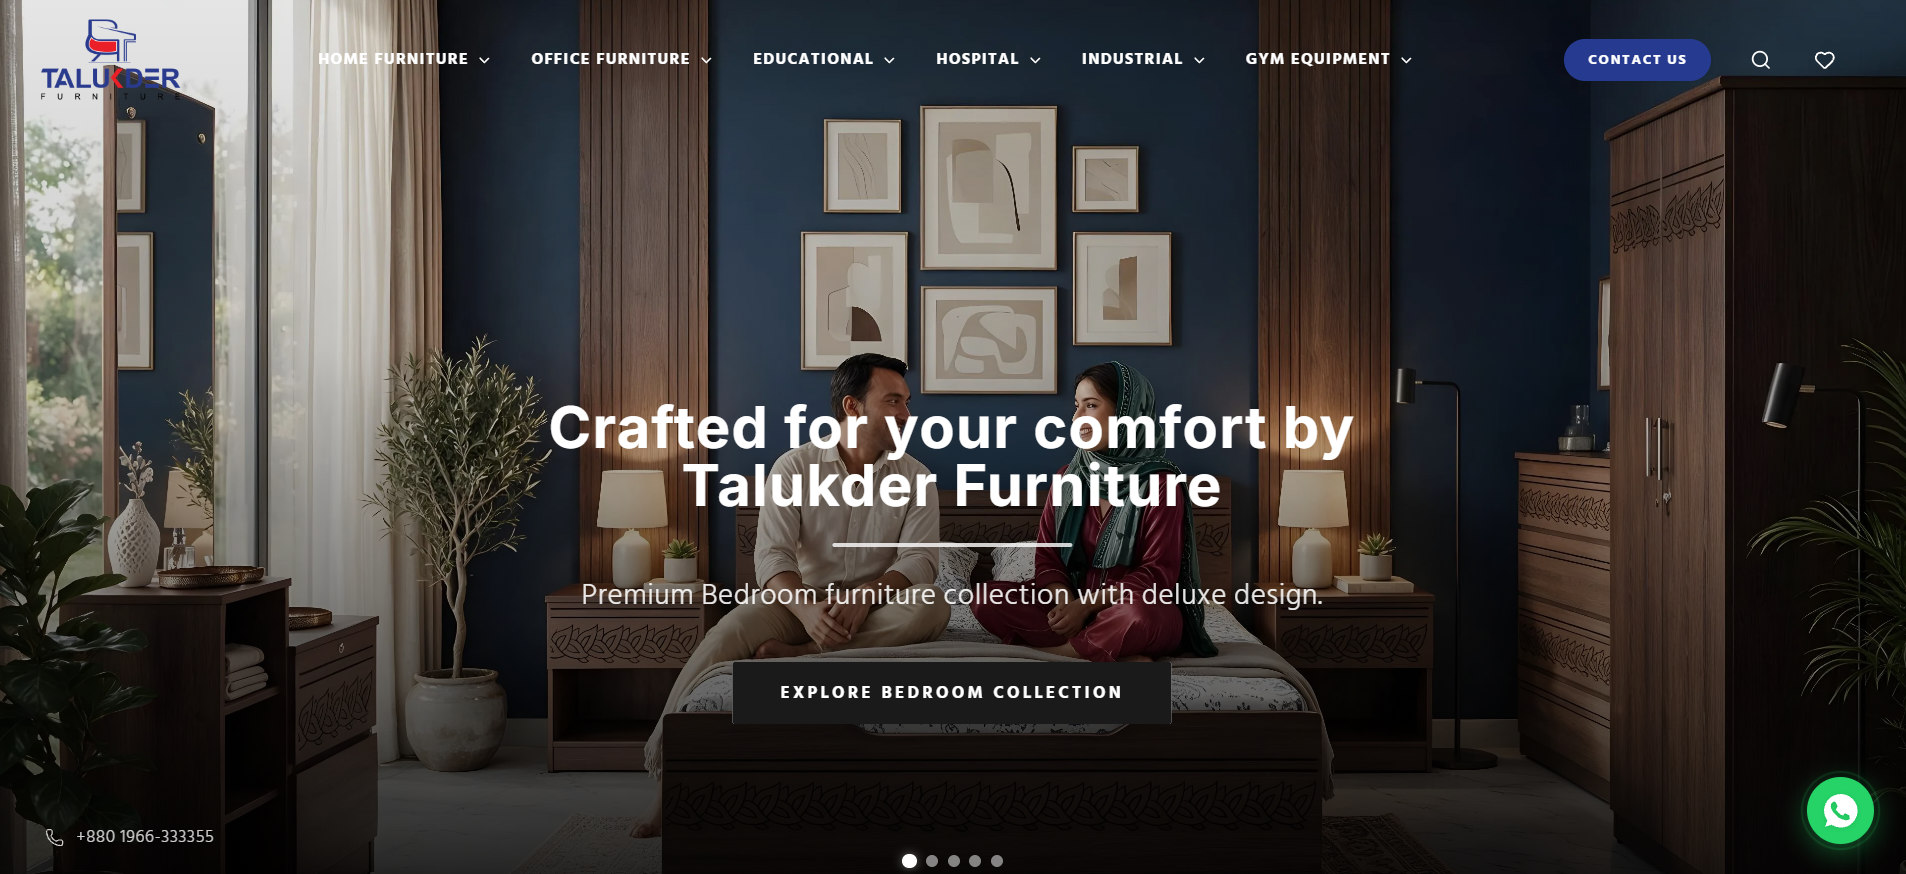 TALUKDER
FURNITURE
HOME FURNITURE
OFFICE FURNITURE
EDUCATIONAL
HOSPITAL
INDUSTRIAL
GYM EQUIPMENT
CONTACT US
Crafted for your comfort by
Talukder Furniture
Premium Bedroom furniture collection with deluxe design.
EXPLORE BEDROOM COLLECTION
+880 1966-333355